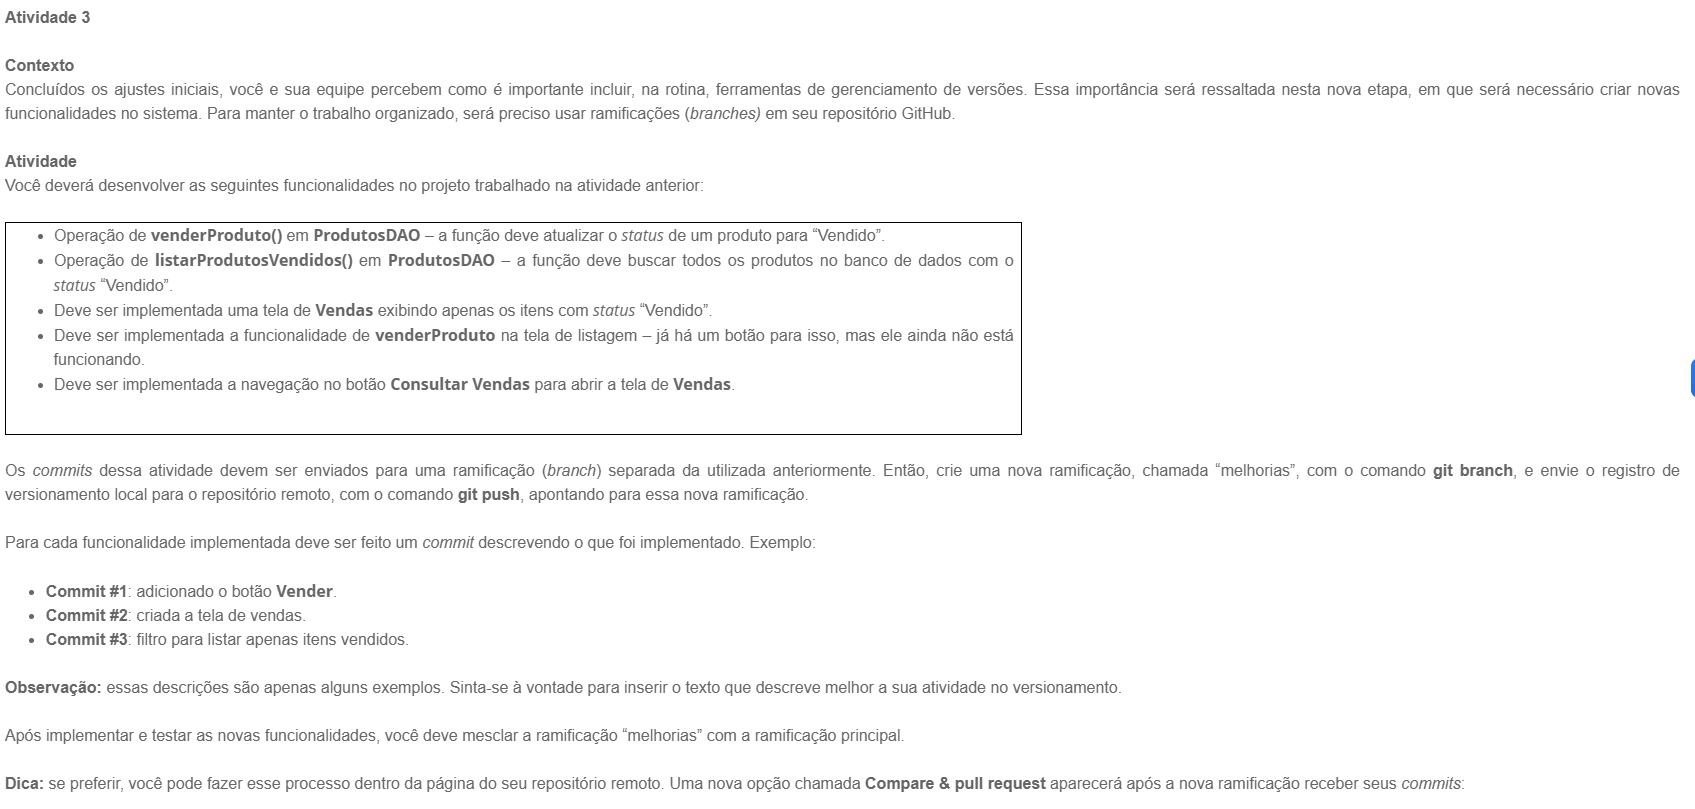 Atividade 3
Contexto
Concluídos os ajustes iniciais, você e sua equipe percebem como é importante incluir, na rotina, ferramentas de gerenciamento de versões. Essa importância será ressaltada nesta nova etapa, em que será necessário criar novas
funcionalidades no sistema. Para manter o trabalho organizado, será preciso usar ramificações (branches) em seu repositório GitHub.
Atividade
Você deverá desenvolver as seguintes funcionalidades no projeto trabalhado na atividade anterior:
• Operação de venderProduto() em ProdutosDAO – a função deve atualizar o status de um produto para “Vendido”.
• Operação de listarProdutosVendidos() em ProdutosDAO – a função deve buscar todos os produtos no banco de dados com o
status “Vendido”.
• Deve ser implementada uma tela de Vendas exibindo apenas os itens com status “Vendido”.
• Deve ser implementada a funcionalidade de venderProduto na tela de listagem – já há um botão para isso, mas ele ainda não está
funcionando.
• Deve ser implementada a navegação no botão Consultar Vendas para abrir a tela de Vendas.
Os commits dessa atividade devem ser enviados para uma ramificação (branch) separada da utilizada anteriormente. Então, crie uma nova ramificação, chamada “melhorias”, com o comando git branch, e envie o registro de
versionamento local para o repositório remoto, com o comando git push, apontando para essa nova ramificação.
Para cada funcionalidade implementada deve ser feito um commit descrevendo o que foi implementado. Exemplo:
• Commit #1: adicionado o botão Vender.
• Commit #2: criada a tela de vendas.
• Commit #3: filtro para listar apenas itens vendidos.
Observação: essas descrições são apenas alguns exemplos. Sinta-se à vontade para inserir o texto que descreve melhor a sua atividade no versionamento.
Após implementar e testar as novas funcionalidades, você deve mesclar a ramificação “melhorias” com a ramificação principal.
Dica: se preferir, você pode fazer esse processo dentro da página do seu repositório remoto. Uma nova opção chamada Compare & pull request aparecerá após a nova ramificação receber seus commits: